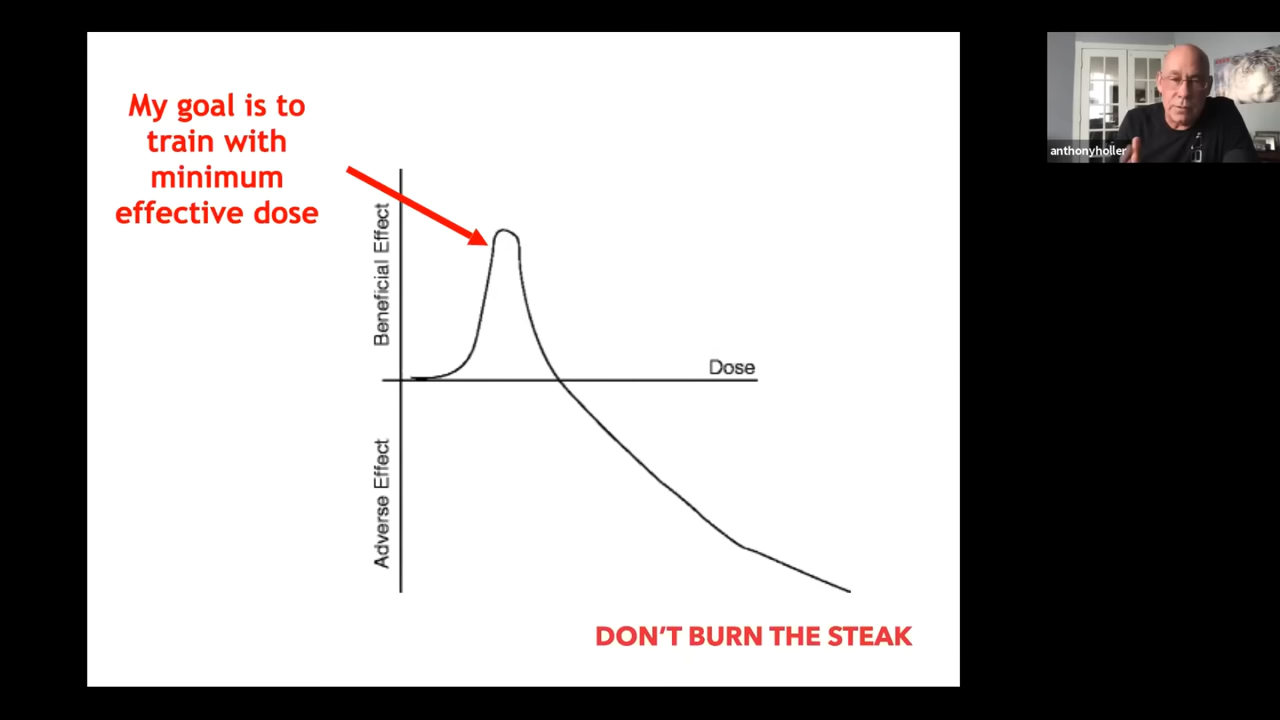 My goal is to
train with
minimum
effective dose
Beneficial Effect
Dose
Adverse Effect
DON'T BURN THE STEAK
anthonyholler